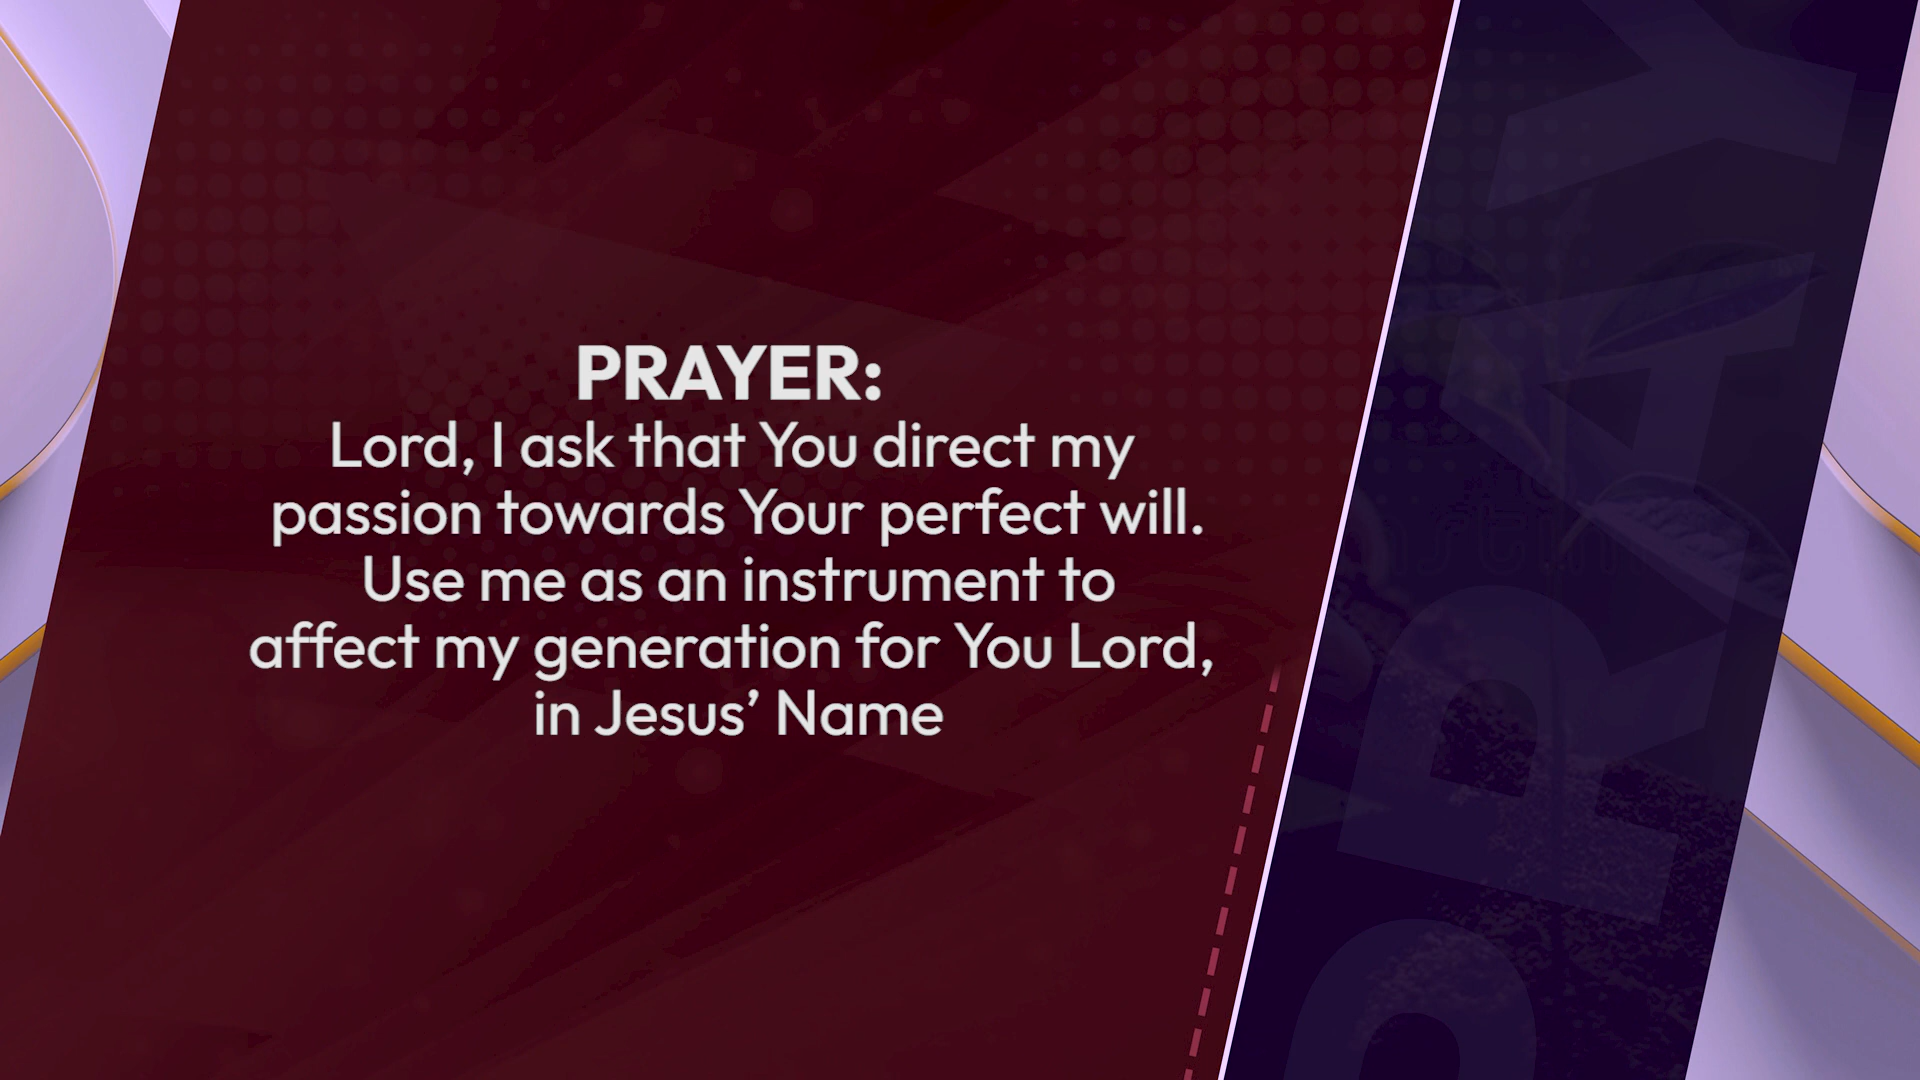 PRAYER:
Lord, I ask that You direct my
passion towards Your perfect will.
Use me as an instrument to
affect my generation for You Lord,
in Jesus’ Name